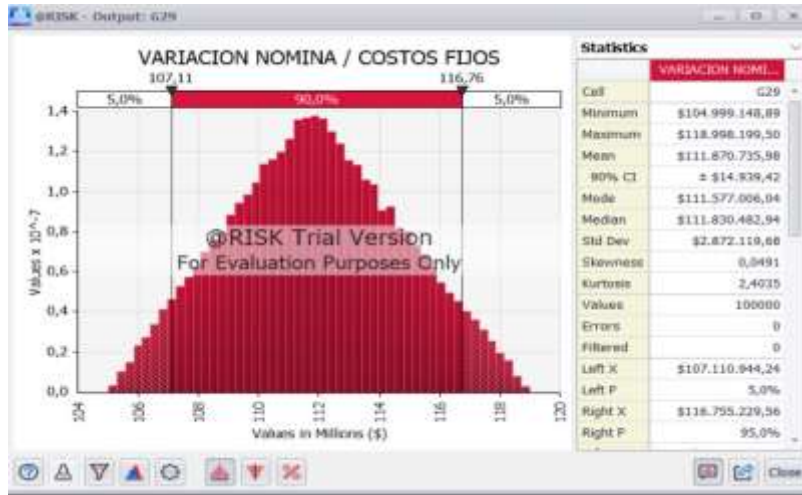 @RISK - Output: G29
VARIACION NOMINA / COSTOS FIJOS
107,11 116,76
5,0% 90,0% 5,0%
1,4
1,2
1,0
0,8
0,6
0,4
0,2
0,0
Values x 10^-7
104 106 108 110 112 114 116 118 120
Values in Millions ($)
@RISK Trial Version
For Evaluation Purposes Only
Statistics
VARIACION NOMI...
Cell G29
Minimum $104.999.148,89
Maximum $118.998.199,50
Mean $111.870.735,98
90% CI ± $14.939,42
Mode $111.577.006,04
Median $111.830.482,94
Std Dev $2.872.119,68
Skewness 0,0491
Kurtosis 2,4035
Values 100000
Errors 0
Filtered 0
Left X $107.110.944,24
Left P 5,0%
Right X $116.755.229,56
Right P 95,0%
Close